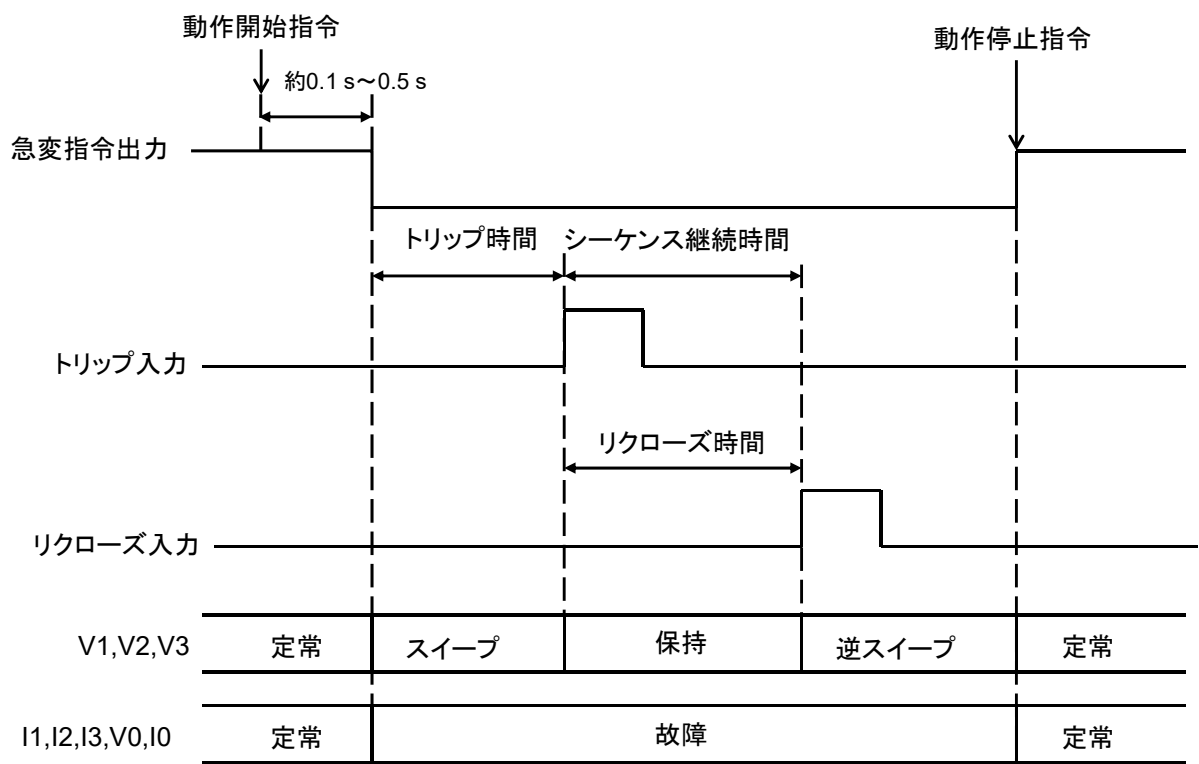 動作開始指令
動作停止指令
約0.1 s～0.5 s
急変指令出力
トリップ時間
シーケンス継続時間
トリップ入力
リクローズ時間
リクローズ入力
V1,V2,V3 定常 スイープ 保持 逆スイープ 定常
I1,I2,I3,V0,I0 定常 故障 定常